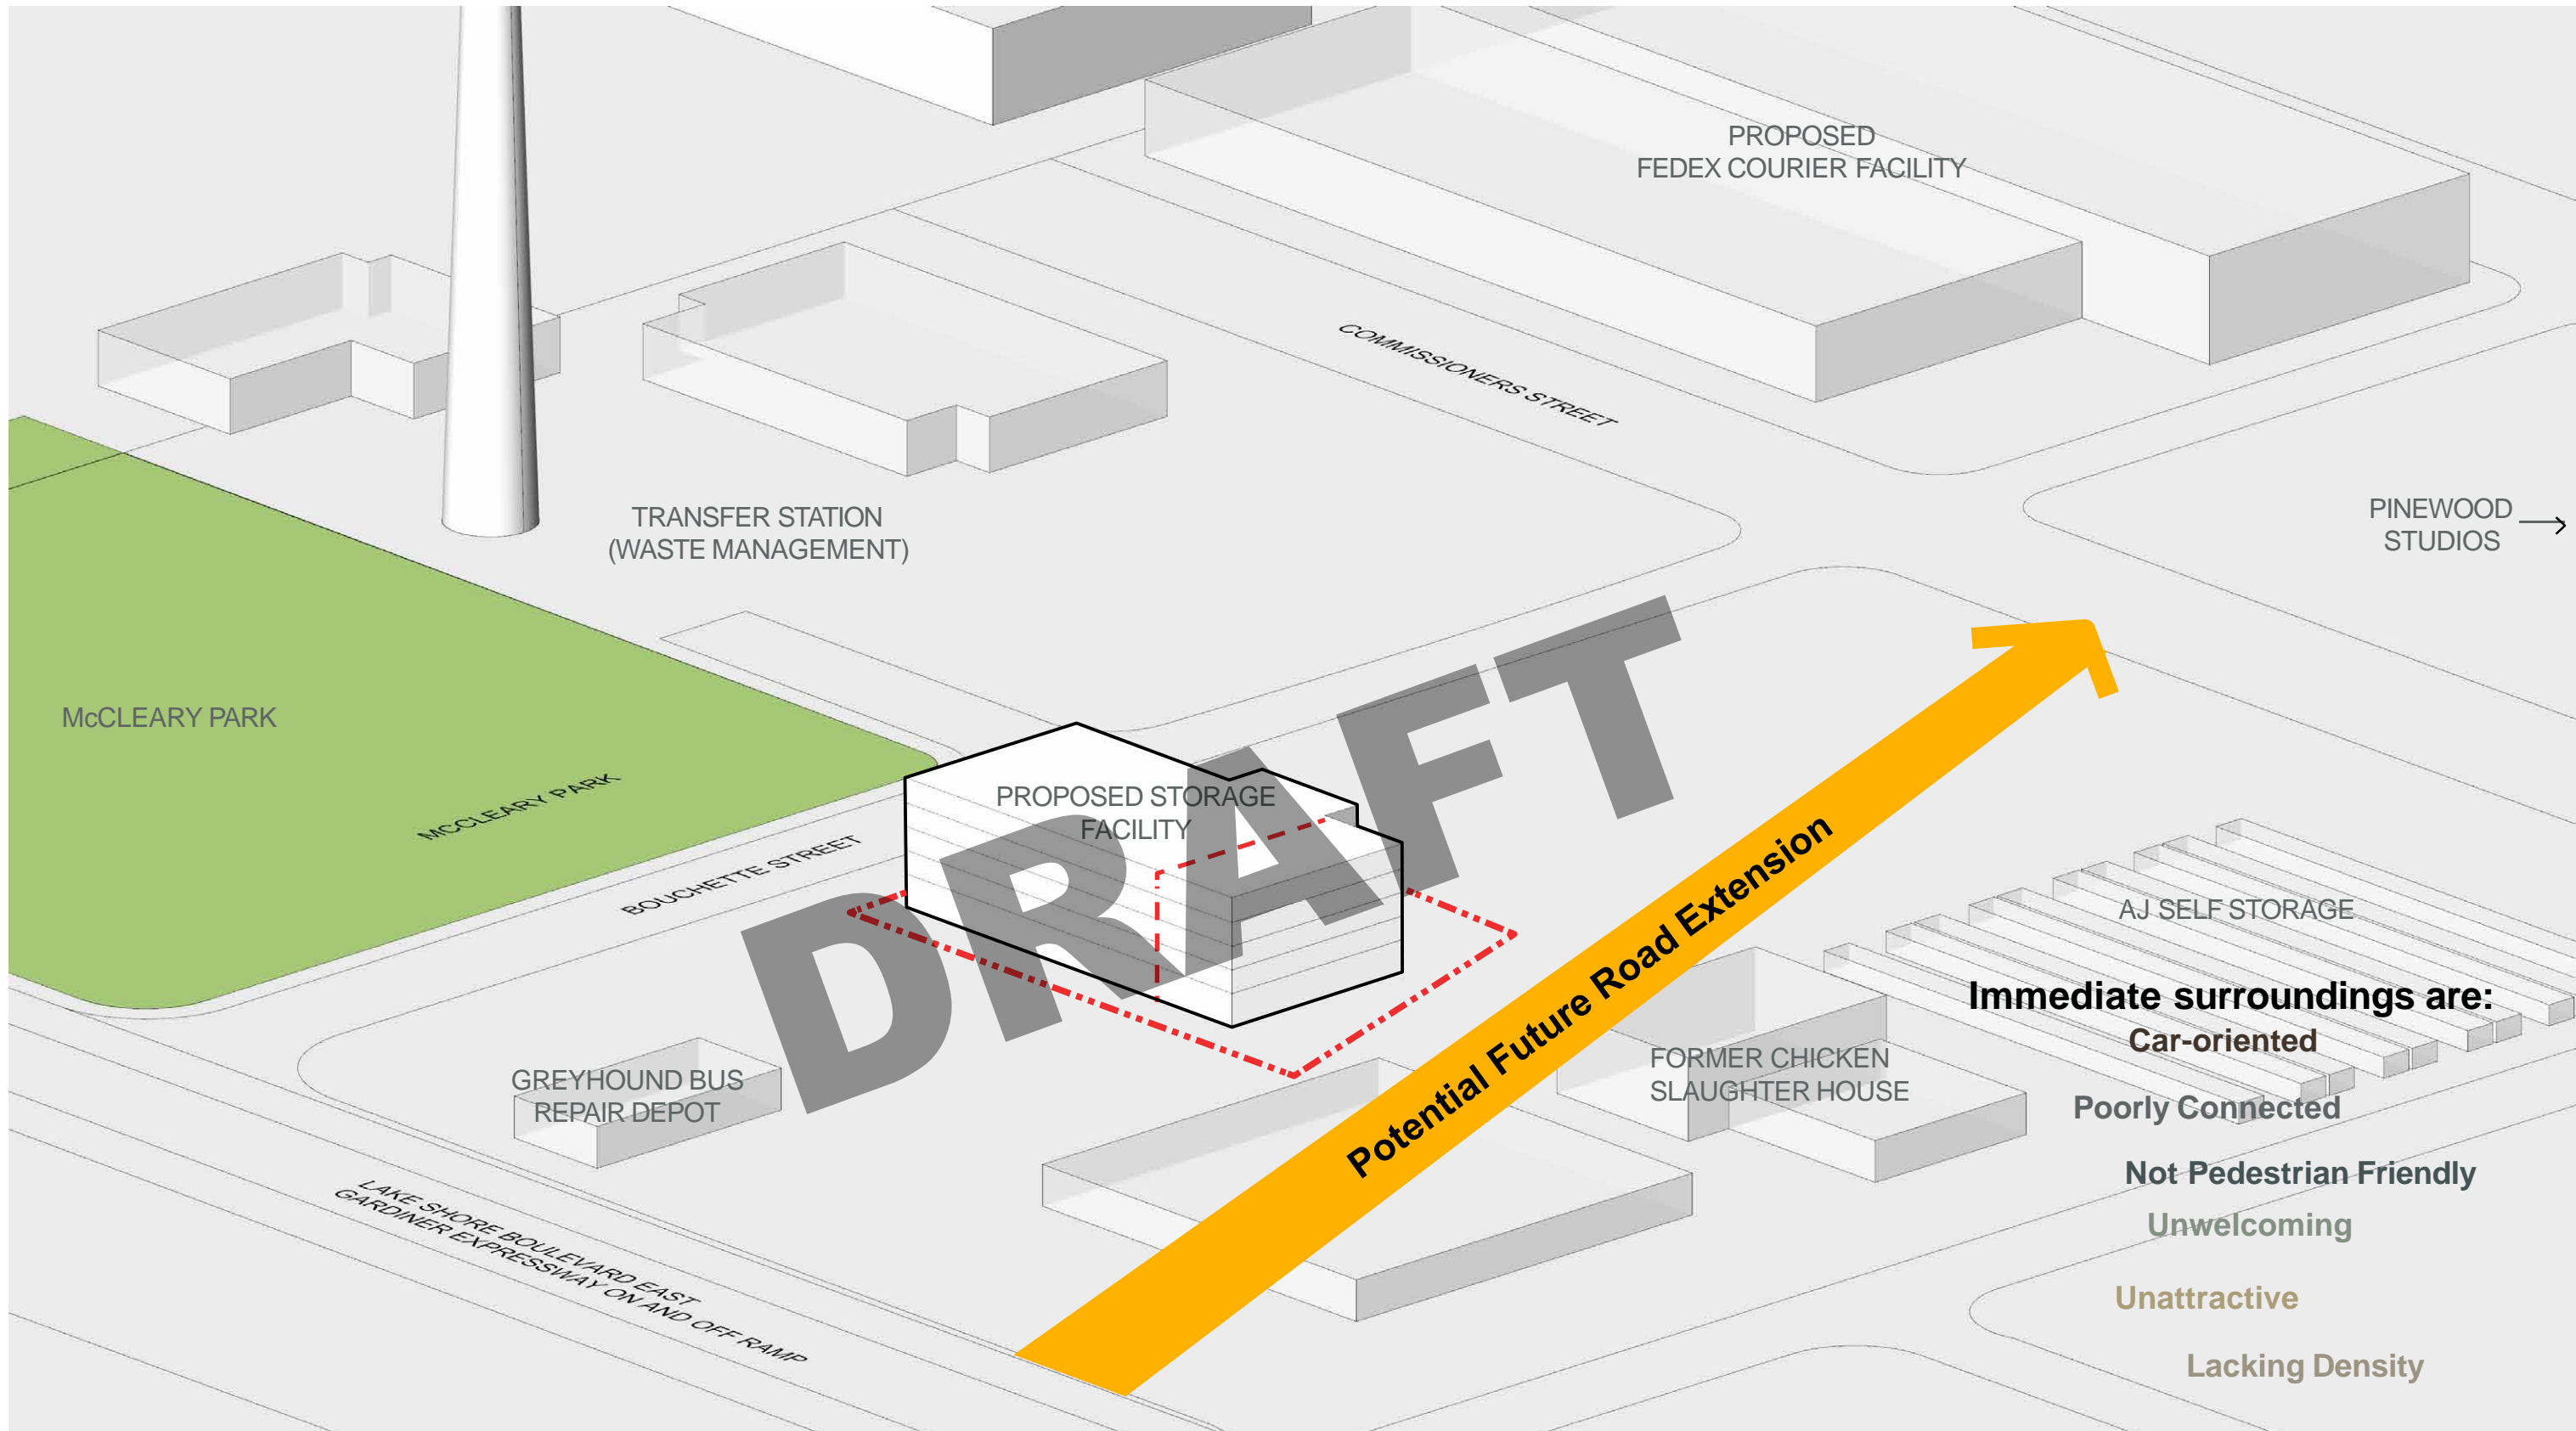 PROPOSED
FEDEX COURIER FACILITY
COMMISSIONERS STREET
TRANSFER STATION
(WASTE MANAGEMENT)
PINEWOOD
STUDIOS
McCLEARY PARK
MCCLEARY PARK
BOUCHETTE STREET
PROPOSED STORAGE
FACILITY
DRAFT
Potential Future Road Extension
AJ SELF STORAGE
Immediate surroundings are:
Car-oriented
Poorly Connected
Not Pedestrian Friendly
Unwelcoming
Unattractive
Lacking Density
FORMER CHICKEN
SLAUGHTER HOUSE
GREYHOUND BUS
REPAIR DEPOT
LAKE SHORE BOULEVARD EAST
GARDINER EXPRESSWAY ON AND OFF RAMP